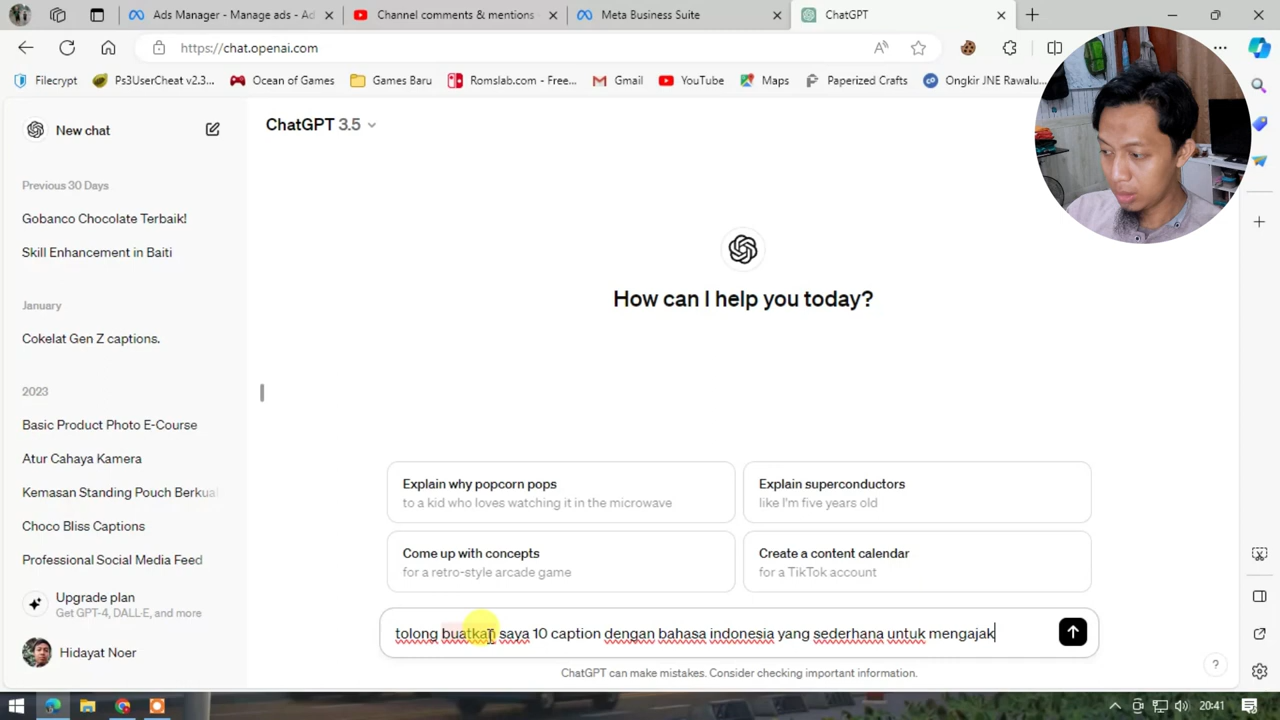 Ads Manager - Manage ads - Ad
Channel comments & mentions
Meta Business Suite
ChatGPT
https://chat.openai.com
Filecrypt
Ps3UserCheat v2.3...
Ocean of Games
Games Baru
Romslab.com - Free...
Gmail
YouTube
Maps
Paperized Crafts
Ongkir JNE Rawalu...
New chat
ChatGPT 3.5
Previous 30 Days
Gobanco Chocolate Terbaik!
Skill Enhancement in Baiti
January
Cokelat Gen Z captions.
2023
Basic Product Photo E-Course
Atur Cahaya Kamera
Kemasan Standing Pouch Berkual
Choco Bliss Captions
Professional Social Media Feed
Upgrade plan
Get GPT-4, DALL·E, and more
Hidayat Noer
How can I help you today?
Explain why popcorn pops
to a kid who loves watching it in the microwave
Explain superconductors
like I'm five years old
Come up with concepts
for a retro-style arcade game
Create a content calendar
for a TikTok account
tolong buatkan saya 10 caption dengan bahasa indonesia yang sederhana untuk mengajak
ChatGPT can make mistakes. Consider checking important information.
?
20:41